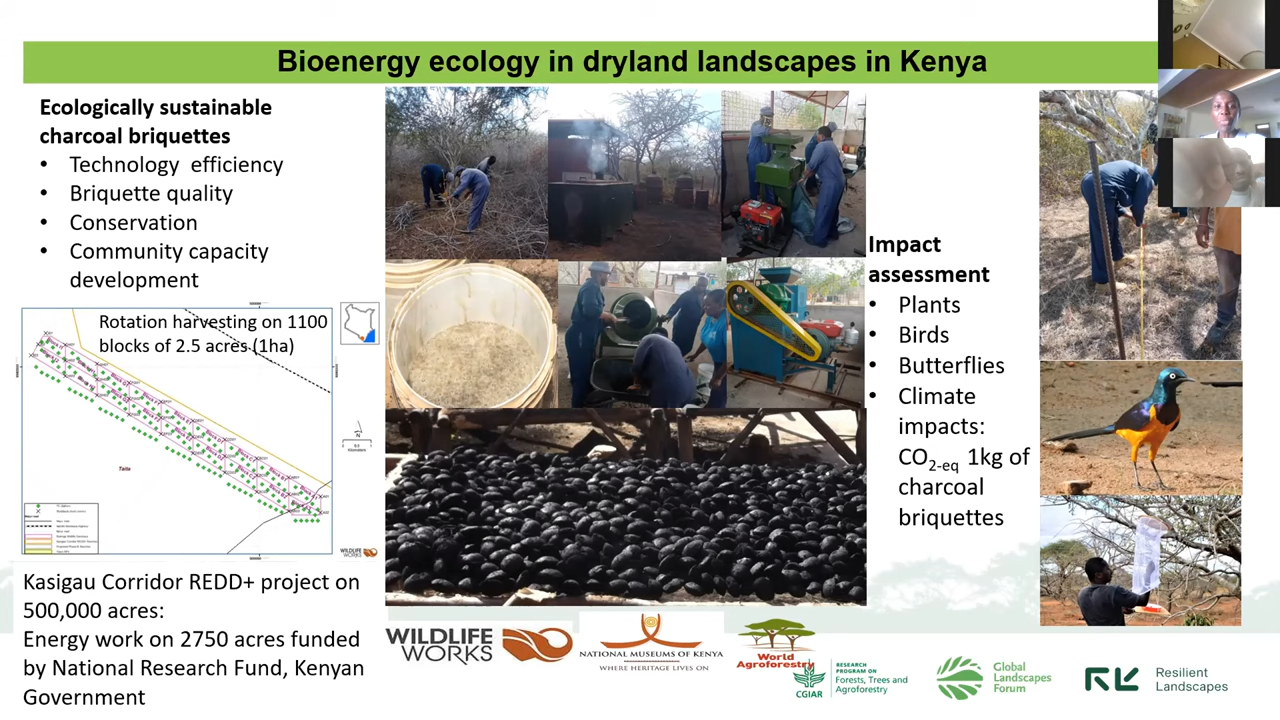 Bioenergy ecology in dryland landscapes in Kenya
Ecologically sustainable
charcoal briquettes
• Technology efficiency
• Briquette quality
• Conservation
• Community capacity
development
Rotation harvesting on 1100
blocks of 2.5 acres (1ha)
Taita
N
WILDLIFE
WORKS
Kasigau Corridor REDD+ project on
500,000 acres:
Energy work on 2750 acres funded
by National Research Fund, Kenyan
Government
Impact
assessment
• Plants
• Birds
• Butterflies
• Climate
impacts:
CO2-eq 1kg of
charcoal
briquettes
WILDLIFE
WORKS
NATIONAL MUSEUMS OF KENYA
WHERE HERITAGE LIVES ON
World
Agroforestry
CGIAR
RESEARCH
PROGRAM ON
Forests, Trees and
Agroforestry
Global
Landscapes
Forum
Resilient
Landscapes